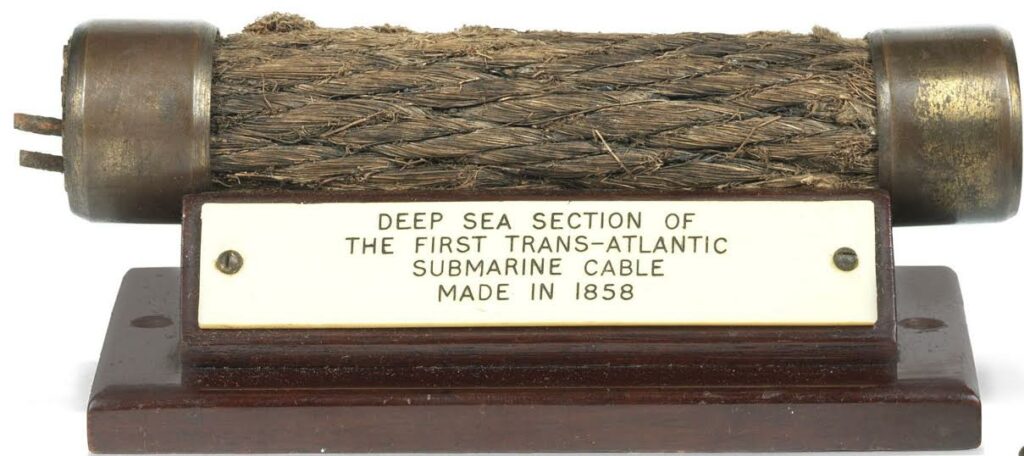 DEEP SEA SECTION OF
THE FIRST TRANS-ATLANTIC
SUBMARINE CABLE
MADE IN 1858